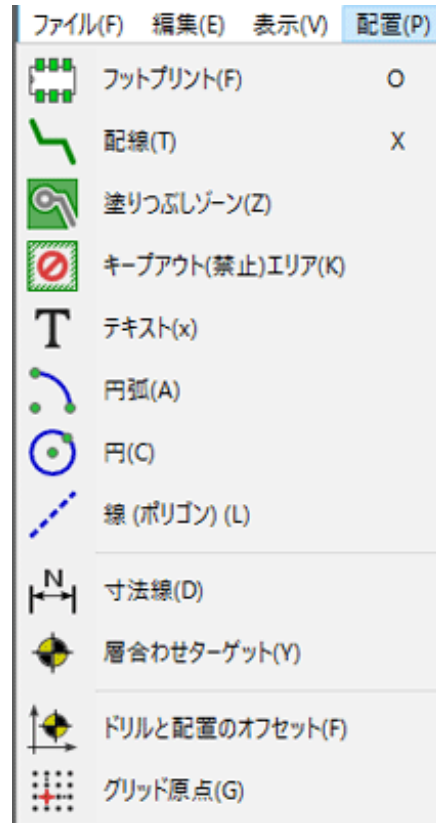 ファイル(F) 編集(E) 表示(V) 配置(P)
フットプリント(F) O
配線(T) X
塗りつぶしゾーン(Z)
キープアウト(禁止)エリア(K)
T テキスト(x)
円弧(A)
円(C)
線 (ポリゴン) (L)
N 寸法線(D)
層合わせターゲット(Y)
ドリルと配置のオフセット(F)
グリッド原点(G)